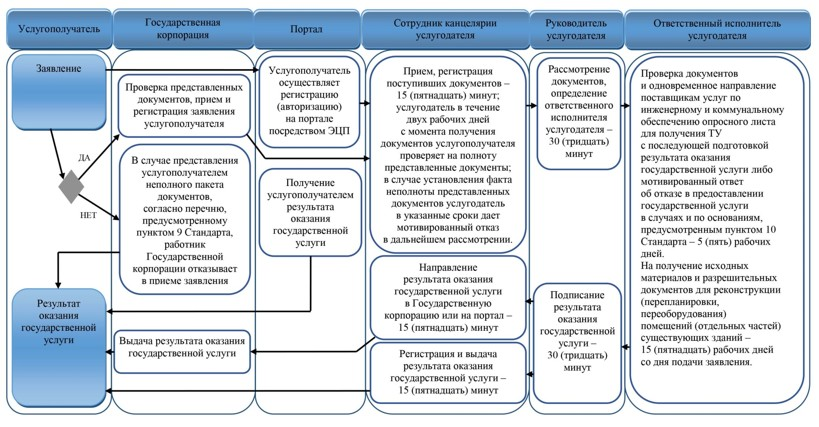 Услугополучатель
Государственная
корпорация
Портал
Сотрудник канцелярии
услугодателя
Руководитель
услугодателя
Ответственный исполнитель
услугодателя
Заявление
ДА
НЕТ
Результат
оказания
государственной
услуги
Проверка представленных
документов, прием и
регистрация заявления
услугополучателя
В случае представления
услугополучателем
неполного пакета
документов,
согласно перечню,
предусмотренному
пунктом 9 Стандарта,
работник
Государственной
корпорации отказывает
в приеме заявления
Выдача результата оказания
государственной услуги
Услугополучатель
осуществляет
регистрацию
(авторизацию)
на портале
посредством ЭЦП
Получение
услугополучателем
результата
оказания
государственной
услуги
Прием, регистрация
поступивших документов –
15 (пятнадцать) минут;
услугодатель в течение
двух рабочих дней
с момента получения
документов услугополучателя
проверяет на полноту
представленные документы;
в случае установления факта
неполноты представленных
документов услугодатель
в указанные сроки дает
мотивированный отказ
в дальнейшем рассмотрении.
Направление
результата оказания
государственной услуги
в Государственную
корпорацию или на портал –
15 (пятнадцать) минут
Регистрация и выдача
результата оказания
государственной услуги –
15 (пятнадцать) минут
Рассмотрение
документов,
определение
ответственного
исполнителя
услугодателя –
30 (тридцать)
минут
Подписание
результата
оказания
государственной
услуги –
30 (тридцать)
минут
Проверка документов
и одновременное направление
поставщикам услуг по
инженерному и коммунальному
обеспечению опросного листа
для получения ТУ
с последующей подготовкой
результата оказания
государственной услуги либо
мотивированный ответ
об отказе в предоставлении
государственной услуги
в случаях и по основаниям,
предусмотренным пунктом 10
Стандарта – 5 (пять) рабочих
дней.
На получение исходных
материалов и разрешительных
документов для реконструкции
(перепланировки,
переоборудования)
помещений (отдельных частей)
существующих зданий –
15 (пятнадцать) рабочих дней
со дня подачи заявления.